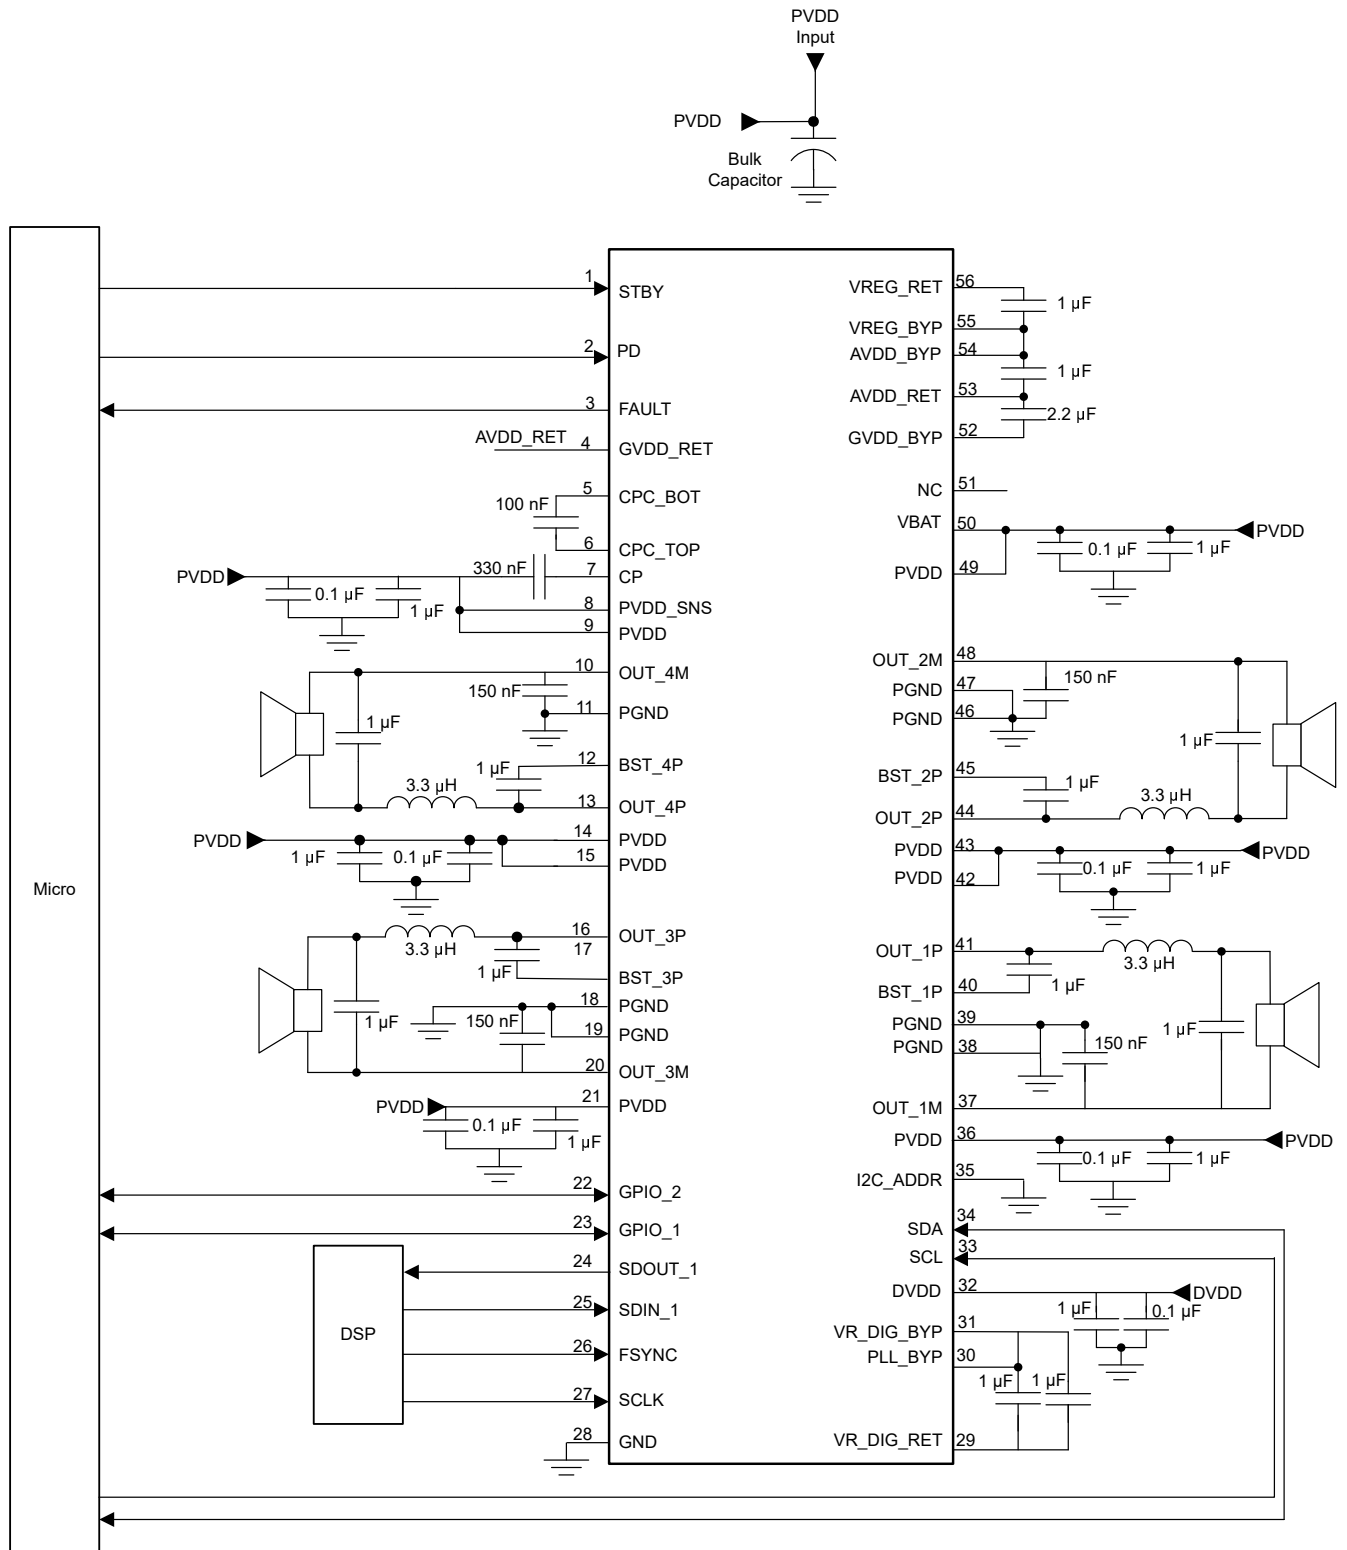 PVDD
Input
PVDD
Bulk
Capacitor
Micro
1 STBY
2 PD
3 FAULT
AVDD_RET 4 GVDD_RET
5 CPC_BOT
100 nF
6 CPC_TOP
PVDD 330 nF 7 CP
0.1 µF 1 µF
8 PVDD_SNS
9 PVDD
10 OUT_4M
150 nF
1 µF
11 PGND
12 BST_4P
1 µF
3.3 µH
13 OUT_4P
PVDD 14 PVDD
1 µF 0.1 µF
15 PVDD
16 OUT_3P
3.3 µH
17 BST_3P
1 µF
18 PGND
1 µF 150 nF
19 PGND
20 OUT_3M
PVDD 21 PVDD
0.1 µF 1 µF
22 GPIO_2
23 GPIO_1
DSP
24 SDOUT_1
25 SDIN_1
26 FSYNC
27 SCLK
28 GND
VREG_RET 56
1 µF
VREG_BYP 55
AVDD_BYP 54
1 µF
AVDD_RET 53
2.2 µF
GVDD_BYP 52
NC 51
VBAT 50 PVDD
0.1 µF 1 µF
PVDD 49
OUT_2M 48
150 nF
PGND 47
PGND 46
1 µF
BST_2P 45
1 µF
3.3 µH
OUT_2P 44
PVDD 43 PVDD
0.1 µF 1 µF
PVDD 42
OUT_1P 41
3.3 µH
1 µF
BST_1P 40
PGND 39
1 µF
150 nF
PGND 38
OUT_1M 37
PVDD 36 PVDD
0.1 µF 1 µF
I2C_ADDR 35
SDA 34
SCL 33
DVDD 32 DVDD
1 µF 0.1 µF
VR_DIG_BYP 31
PLL_BYP 30
1 µF 1 µF
VR_DIG_RET 29